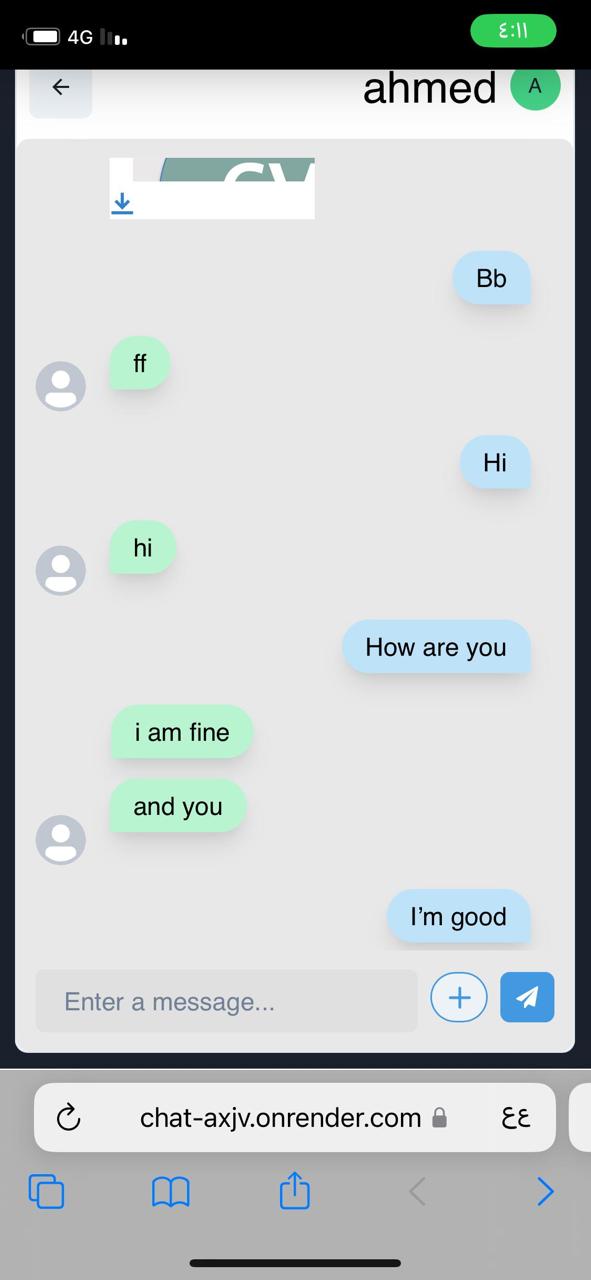 4G
٤:١١
ahmed
A
CV
Bb
ff
Hi
hi
How are you
i am fine
and you
I’m good
Enter a message...
chat-axjv.onrender.com
عع